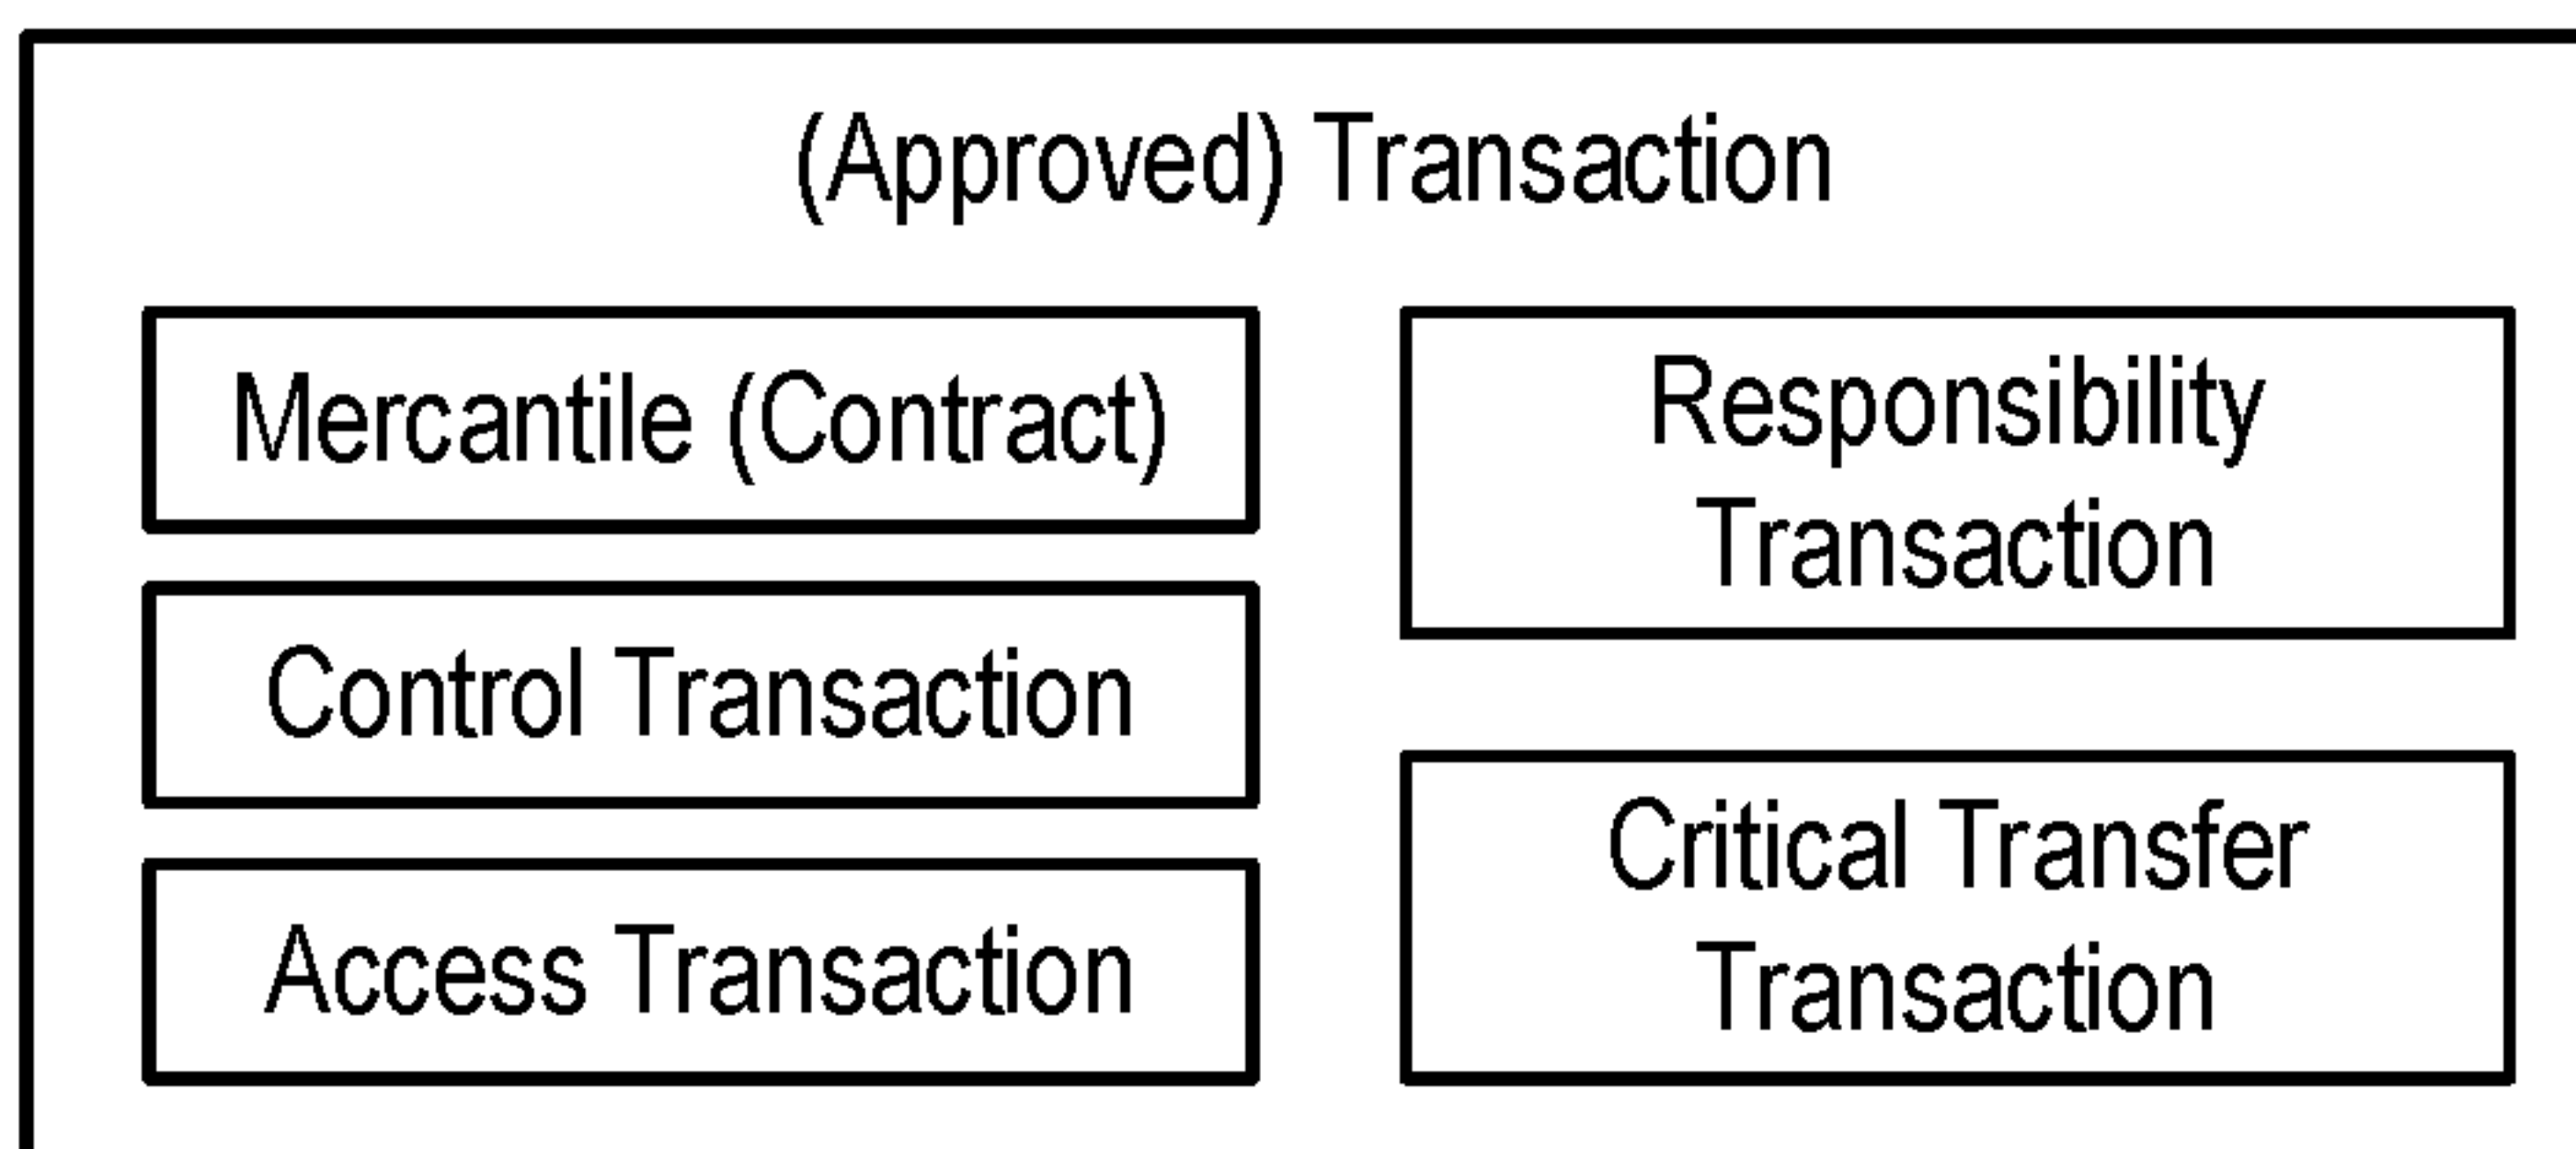 (Approved) Transaction
Mercantile (Contract)
Control Transaction
Access Transaction
Responsibility
Transaction
Critical Transfer
Transaction